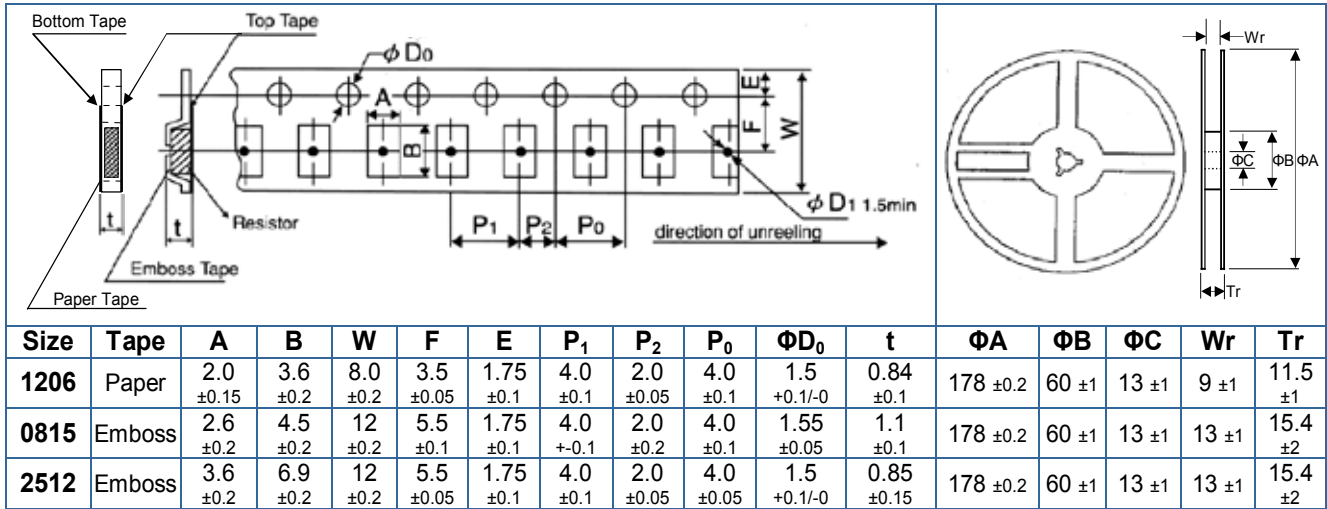 Bottom Tape
Top Tape
ϕ D0
A
B
E
F
W
t
t
Resistor
Emboss Tape
Paper Tape
P1
P2
P0
ϕ D1 1.5min
direction of unreeling
Wr
ΦC
ΦB
ΦA
Tr
Size Tape A B W F E P1 P2 P0 ΦD0 t ΦA ΦB ΦC Wr Tr
1206 Paper 2.0 ±0.15 3.6 ±0.2 8.0 ±0.2 3.5 ±0.05 1.75 ±0.1 4.0 ±0.1 2.0 ±0.05 4.0 ±0.1 1.5 +0.1/-0 0.84 ±0.1 178 ±0.2 60 ±1 13 ±1 9 ±1 11.5 ±1
0815 Emboss 2.6 ±0.2 4.5 ±0.2 12 ±0.2 5.5 ±0.1 1.75 ±0.1 4.0 +-0.1 2.0 ±0.2 4.0 ±0.1 1.55 ±0.05 1.1 ±0.1 178 ±0.2 60 ±1 13 ±1 13 ±1 15.4 ±2
2512 Emboss 3.6 ±0.2 6.9 ±0.2 12 ±0.2 5.5 ±0.05 1.75 ±0.1 4.0 ±0.1 2.0 ±0.05 4.0 ±0.05 1.5 +0.1/-0 0.85 ±0.15 178 ±0.2 60 ±1 13 ±1 13 ±1 15.4 ±2